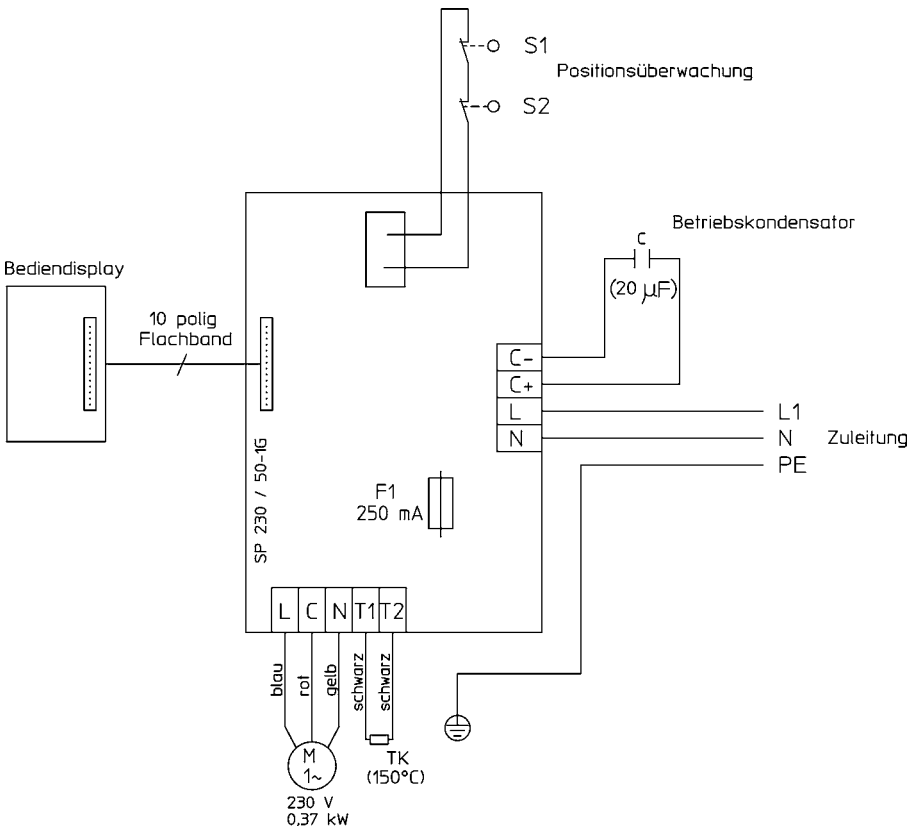 S1
Positionsüberwachung
S2
Betriebskondensator
C
(20 µF)
Bediendisplay
10 polig
Flachband
C-
C+
L
N
L1
N
Zuleitung
PE
SP 230 / 50-1G
F1
250 mA
L C N T1 T2
blau
rot
gelb
schwarz
schwarz
M
1~
TK
(150°C)
230 V
0,37 kW